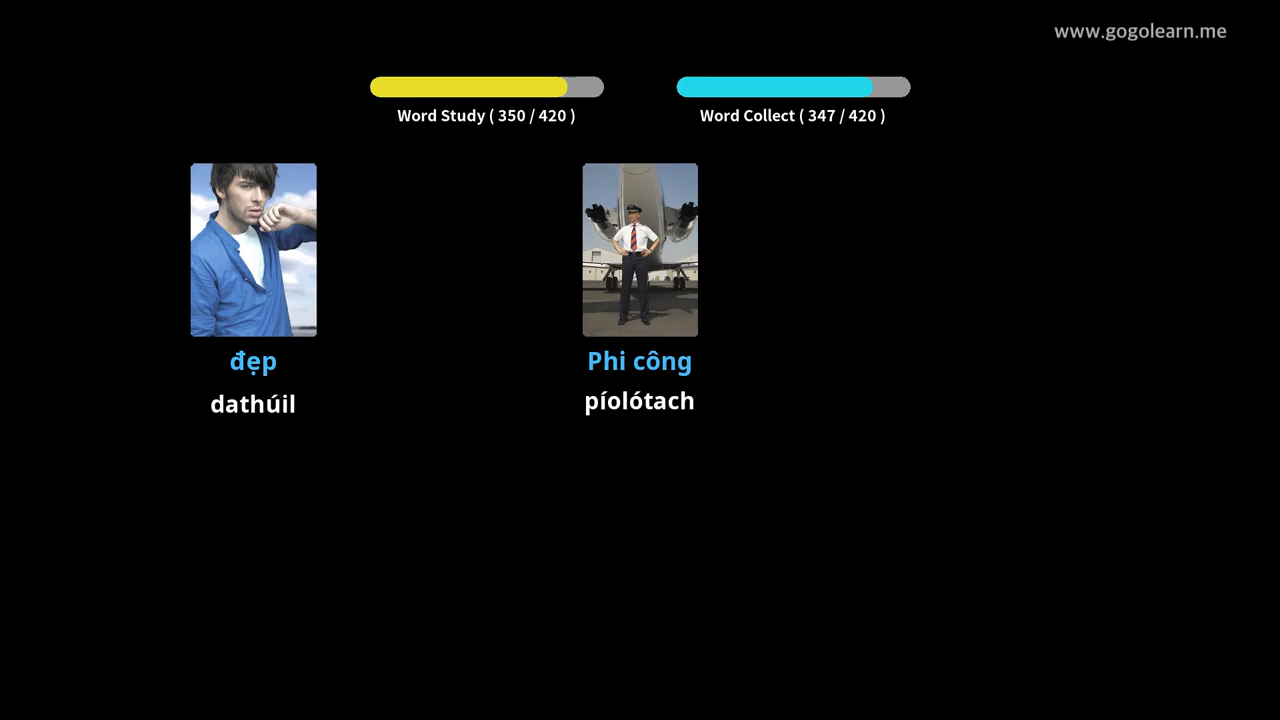 www.gogolearn.me
Word Study ( 350 / 420 )
Word Collect ( 347 / 420 )
đẹp
Phi công
dathúil
píolótach